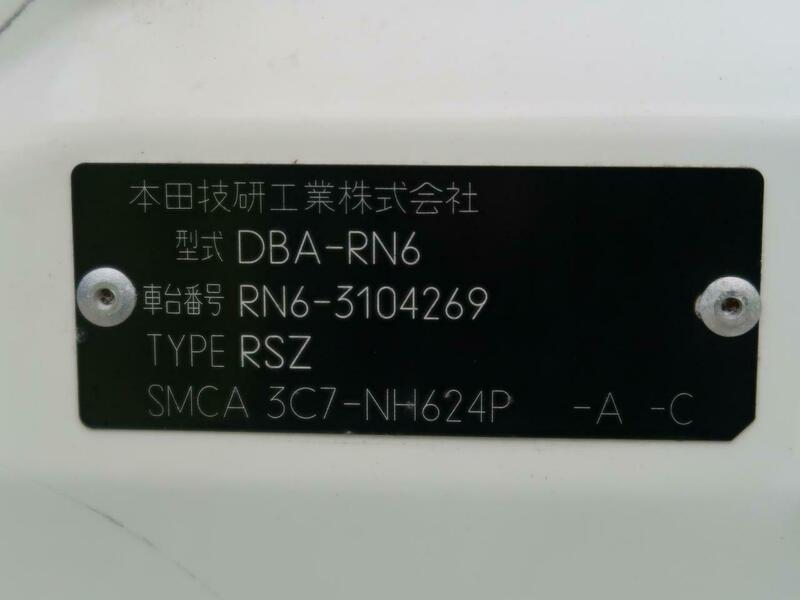 本田技研工業株式会社
型式 DBA-RN6
車台番号 RN6-3104269
TYPE RSZ
SMCA 3C7-NH624P -A -C